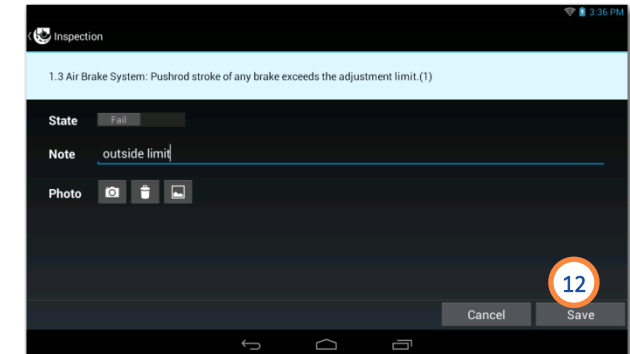 3:36 PM
Inspection
1.3 Air Brake System: Pushrod stroke of any brake exceeds the adjustment limit.(1)
State Fail
Note outside limit
Photo
12
Cancel Save